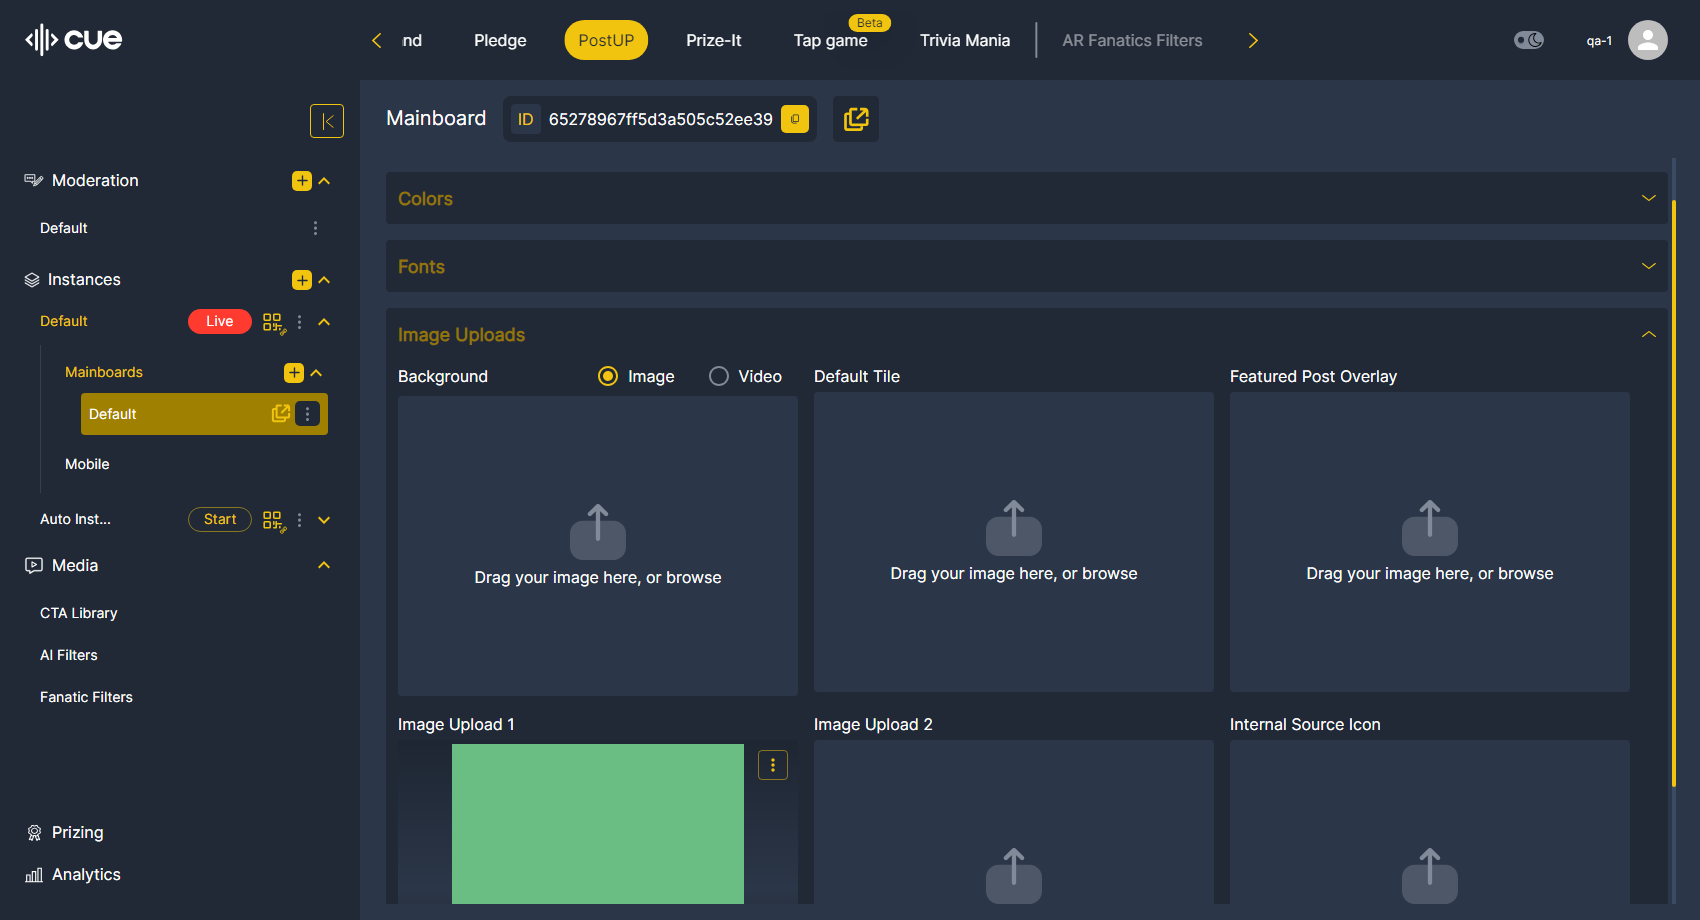 cue
nd
Pledge
PostUP
Prize-It
Beta
Tap game
Trivia Mania
AR Fanatics Filters
qa-1
Mainboard
ID
65278967ff5d3a505c52ee39
Moderation
Default
Instances
Default
Live
Mainboards
Default
Mobile
Auto Inst...
Start
Media
CTA Library
AI Filters
Fanatic Filters
Prizing
Analytics
Colors
Fonts
Image Uploads
Background
Image
Video
Default Tile
Featured Post Overlay
Drag your image here, or browse
Drag your image here, or browse
Drag your image here, or browse
Image Upload 1
Image Upload 2
Internal Source Icon